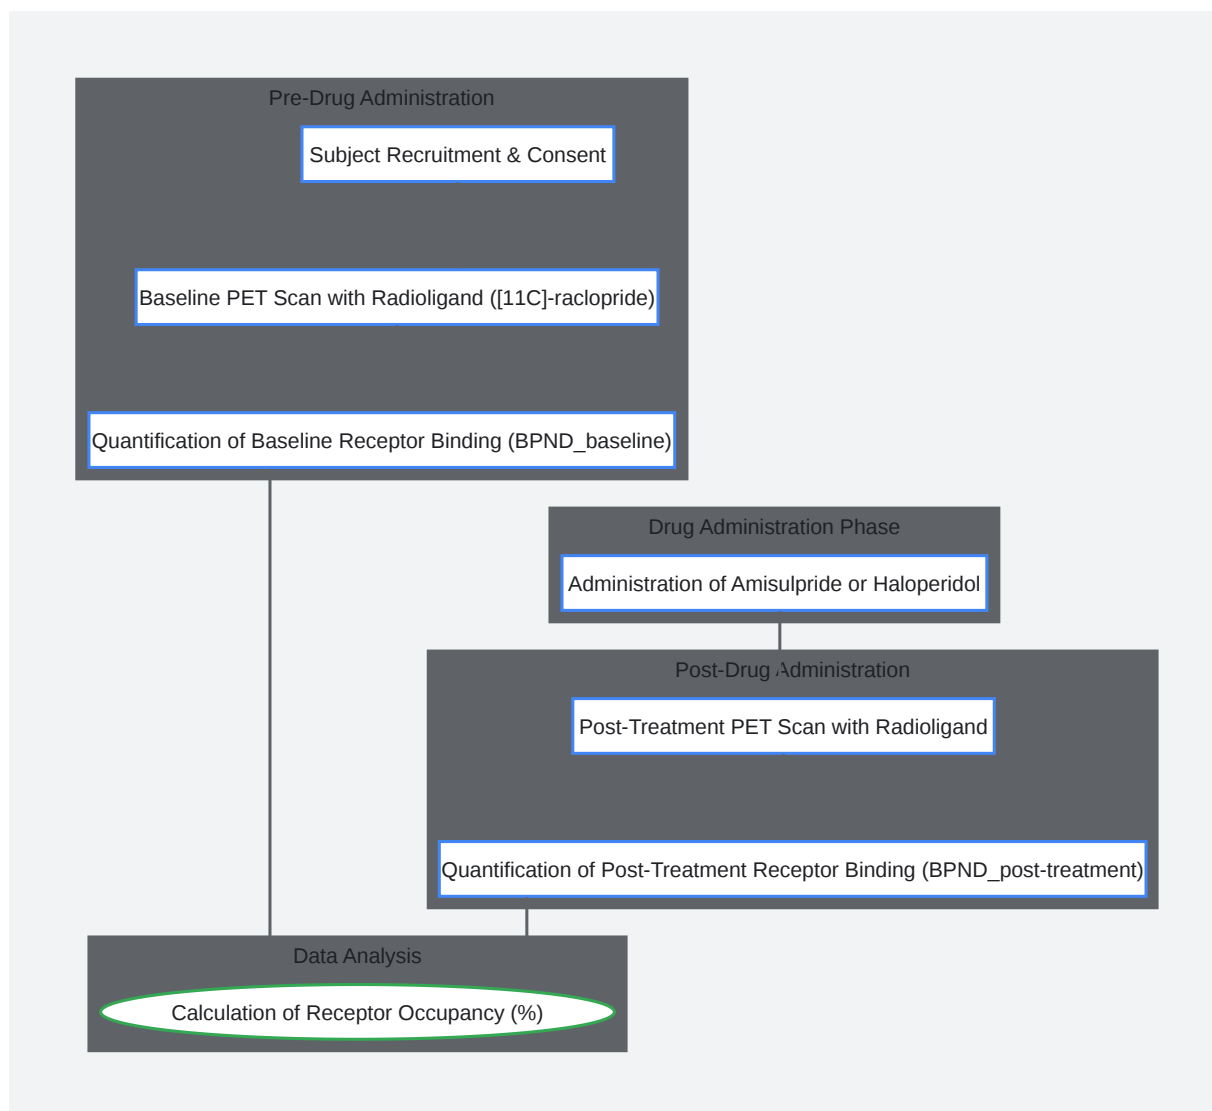 Pre-Drug Administration
Subject Recruitment & Consent
Baseline PET Scan with Radioligand ([11C]-raclopride)
Quantification of Baseline Receptor Binding (BPND_baseline)
Drug Administration Phase
Administration of Amisulpride or Haloperidol
Post-Drug Administration
Post-Treatment PET Scan with Radioligand
Quantification of Post-Treatment Receptor Binding (BPND_post-treatment)
Data Analysis
Calculation of Receptor Occupancy (%)